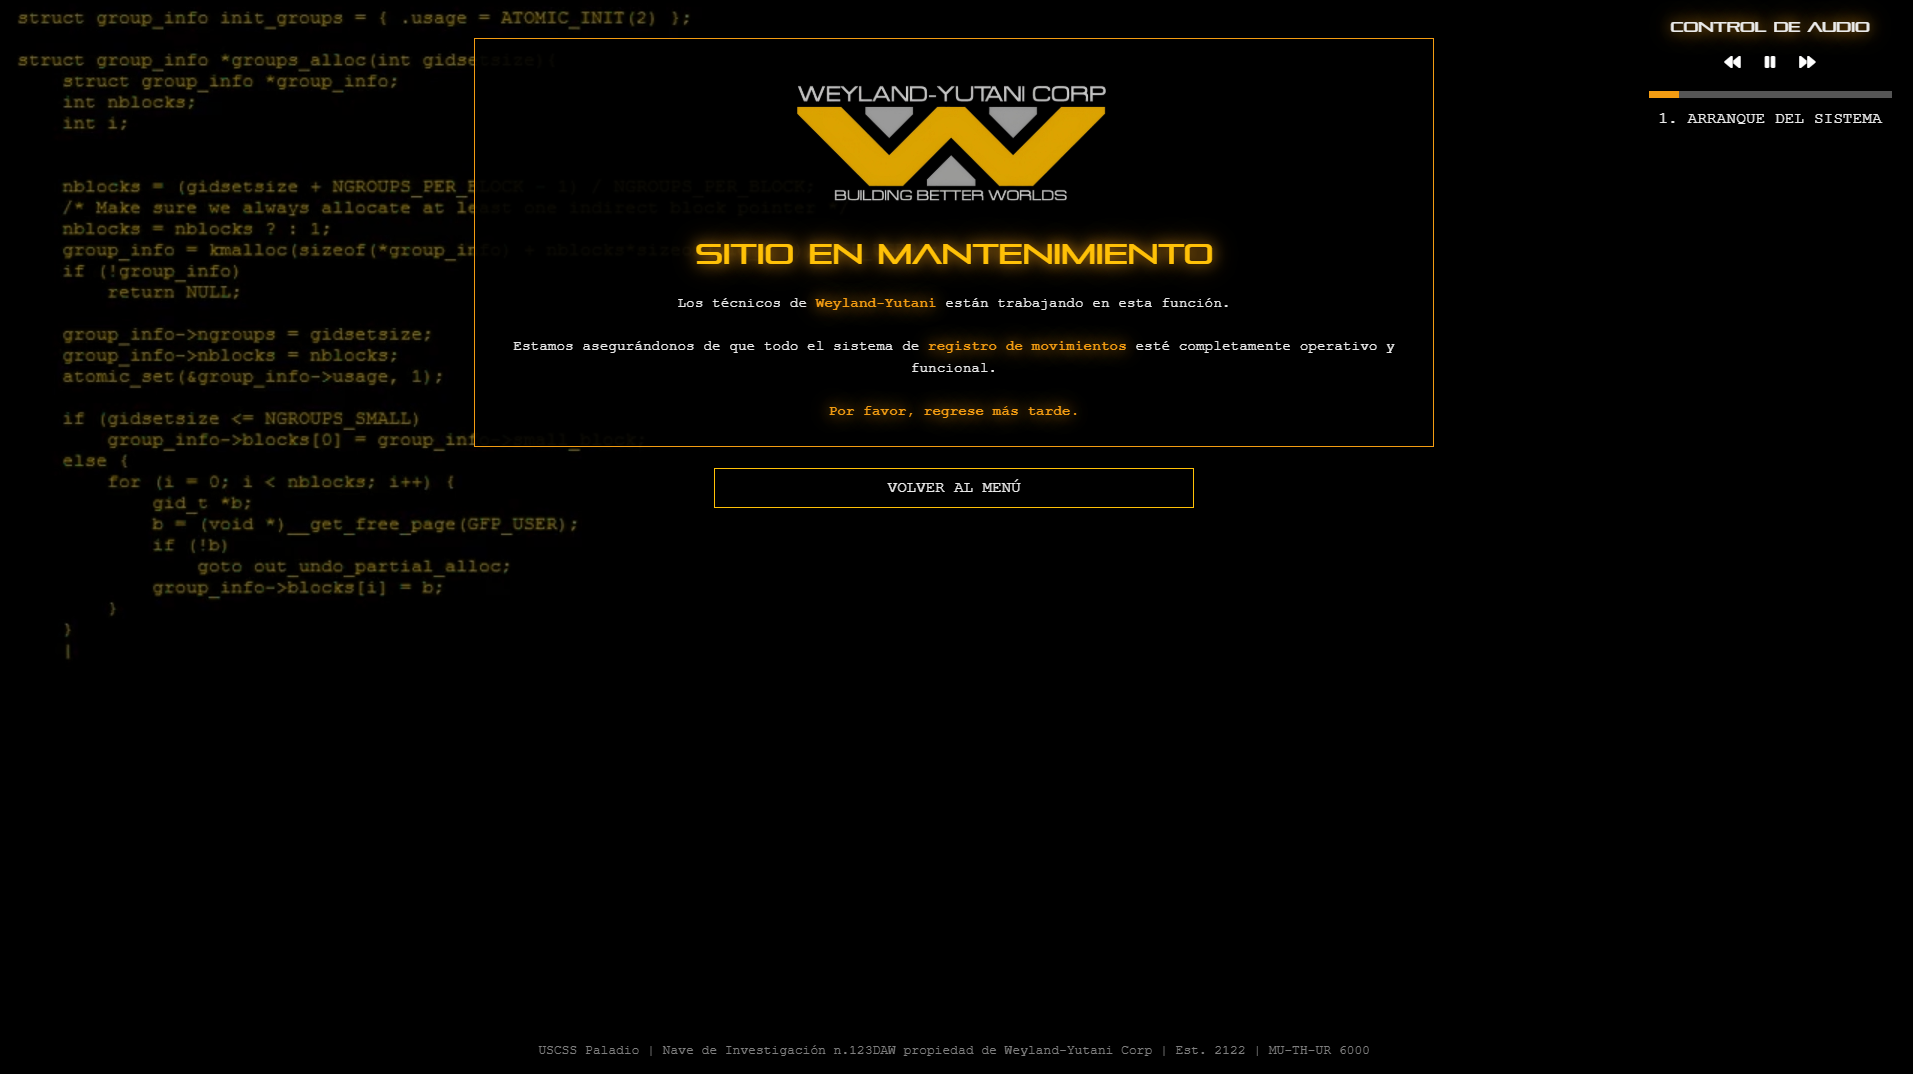 struct group_info init_groups = { .usage = ATOMIC_INIT(2) };
struct group_info *groups_alloc(int gidsetsize){
struct group_info *group_info;
int nblocks;
int i;
nblocks = (gidsetsize + NGROUPS_PER_BLOCK - 1) / NGROUPS_PER_BLOCK;
/* Make sure we always allocate at least one indirect block pointer */
nblocks = nblocks ? : 1;
group_info = kmalloc(sizeof(*group_info) + nblocks*size
if (!group_info)
return NULL;
group_info->ngroups = gidsetsize;
group_info->nblocks = nblocks;
atomic_set(&group_info->usage, 1);
if (gidsetsize <= NGROUPS_SMALL)
group_info->blocks[0] = group_info->small_block;
else {
for (i = 0; i < nblocks; i++) {
gid_t *b;
b = (void *)__get_free_page(GFP_USER);
if (!b)
goto out_undo_partial_alloc;
group_info->blocks[i] = b;
}
}
|
WEYLAND-YUTANI CORP
BUILDING BETTER WORLDS
SITIO EN MANTENIMIENTO
Los técnicos de Weyland-Yutani están trabajando en esta función.
Estamos asegurándonos de que todo el sistema de registro de movimientos esté completamente operativo y
funcional.
Por favor, regrese más tarde.
VOLVER AL MENÚ
CONTROL DE AUDIO
1. ARRANQUE DEL SISTEMA
USCSS Paladio | Nave de Investigación n.123DAW propiedad de Weyland-Yutani Corp | Est. 2122 | MU-TH-UR 6000